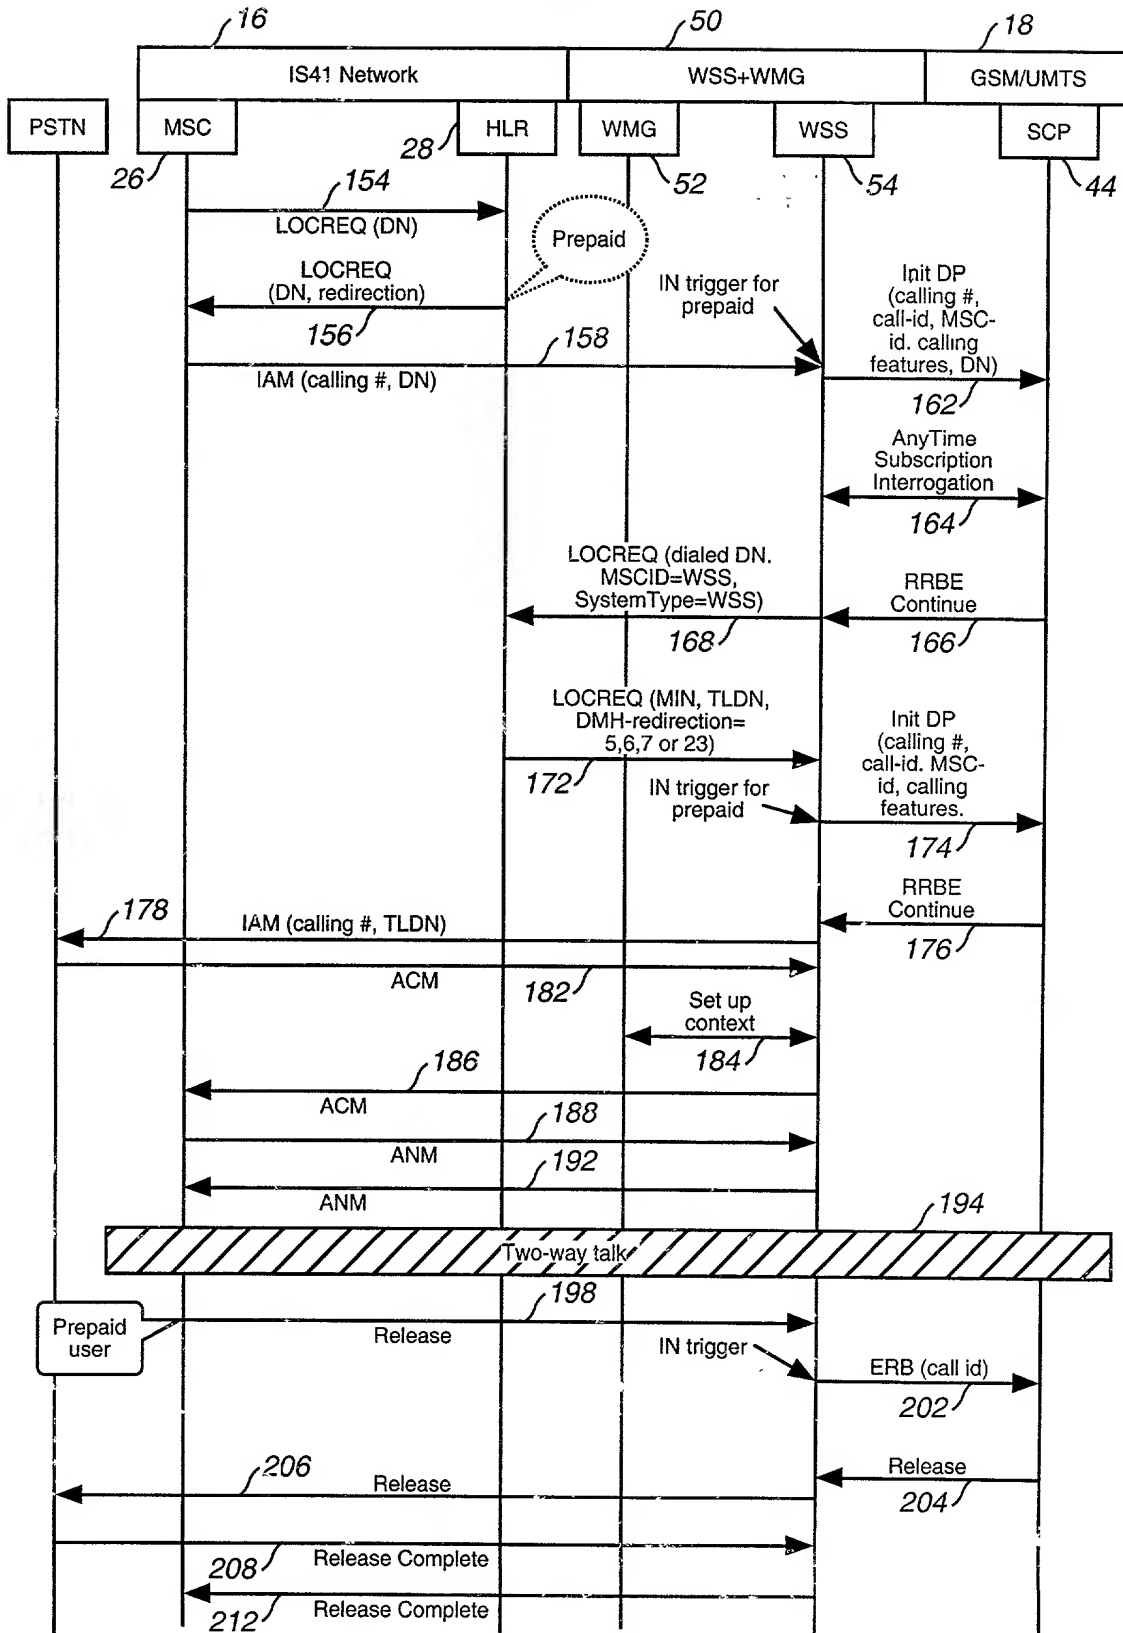 16
50
18
IS41 Network
WSS+WMG
GSM/UMTS
PSTN
MSC
HLR
WMG
WSS
SCP
26
28
52
54
44
154
LOCREQ (DN)
Prepaid
LOCREQ
(DN, redirection)
156
IN trigger for
prepaid
Init DP
(calling #,
call-id, MSC-
id. calling
features, DN)
158
IAM (calling #, DN)
162
AnyTime
Subscription
Interrogation
164
LOCREQ (dialed DN.
MSCID=WSS,
SystemType=WSS)
168
RRBE
Continue
166
LOCREQ (MIN, TLDN,
DMH-redirection=
5,6,7 or 23)
172
IN trigger for
prepaid
Init DP
(calling #,
call-id. MSC-
id, calling
features.
174
RRBE
Continue
176
178
IAM (calling #, TLDN)
ACM
182
Set up
context
184
186
ACM
188
ANM
192
ANM
194
Two-way talk
198
Prepaid
user
Release
IN trigger
ERB (call id)
202
Release
204
206
Release
208
Release Complete
212
Release Complete